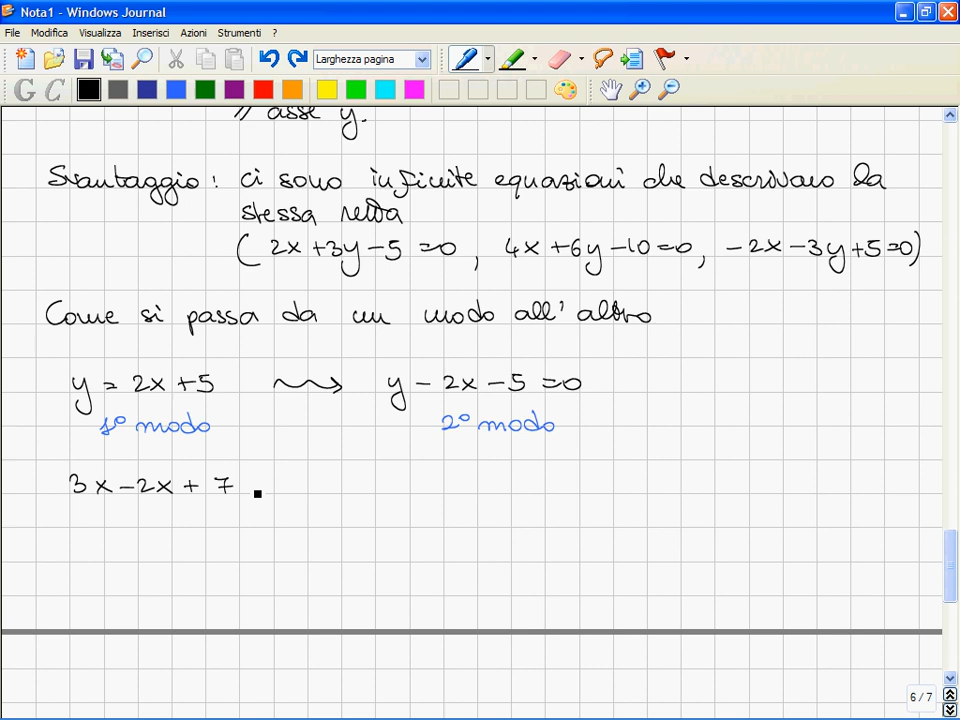 Nota1 - Windows Journal
File Modifica Visualizza Inserisci Azioni Strumenti ?
Larghezza pagina
G C
// asse y.
Svantaggio: ci sono infinite equazioni che descrivono la
stessa retta
(2x+3y-5=0, 4x+6y-10=0, -2x-3y+5=0)
Come si passa da un modo all'altro
y = 2x+5 ⤳ y-2x-5=0
1° modo 2° modo
3x-2x+7
6 / 7